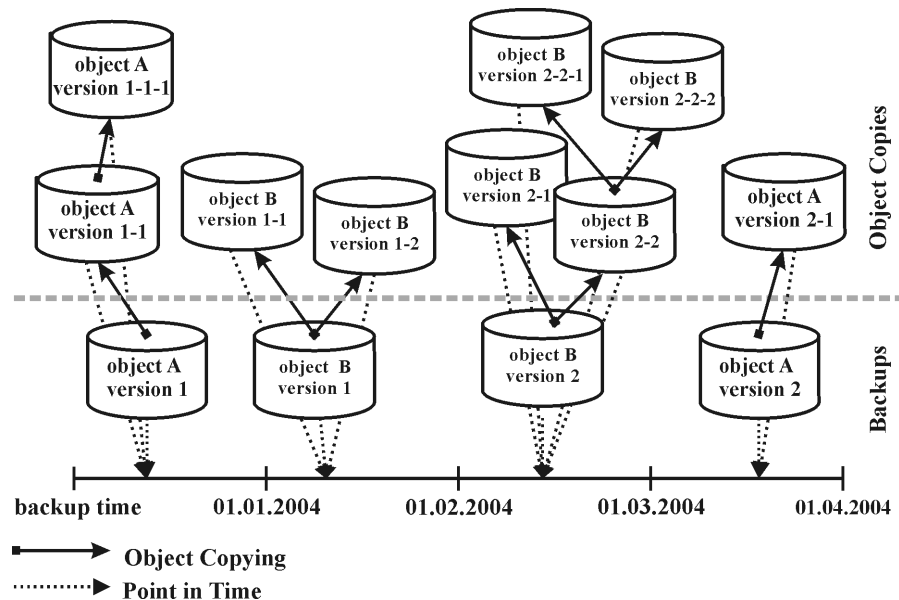 object A
version 1-1-1
object B
version 2-2-1
object B
version 2-2-2
object A
version 1-1
object B
version 1-1
object B
version 1-2
object B
version 2-1
object B
version 2-2
object A
version 2-1
Object Copies
object A
version 1
object B
version 1
object B
version 2
object A
version 2
Backups
backup time 01.01.2004 01.02.2004 01.03.2004 01.04.2004
Object Copying
Point in Time